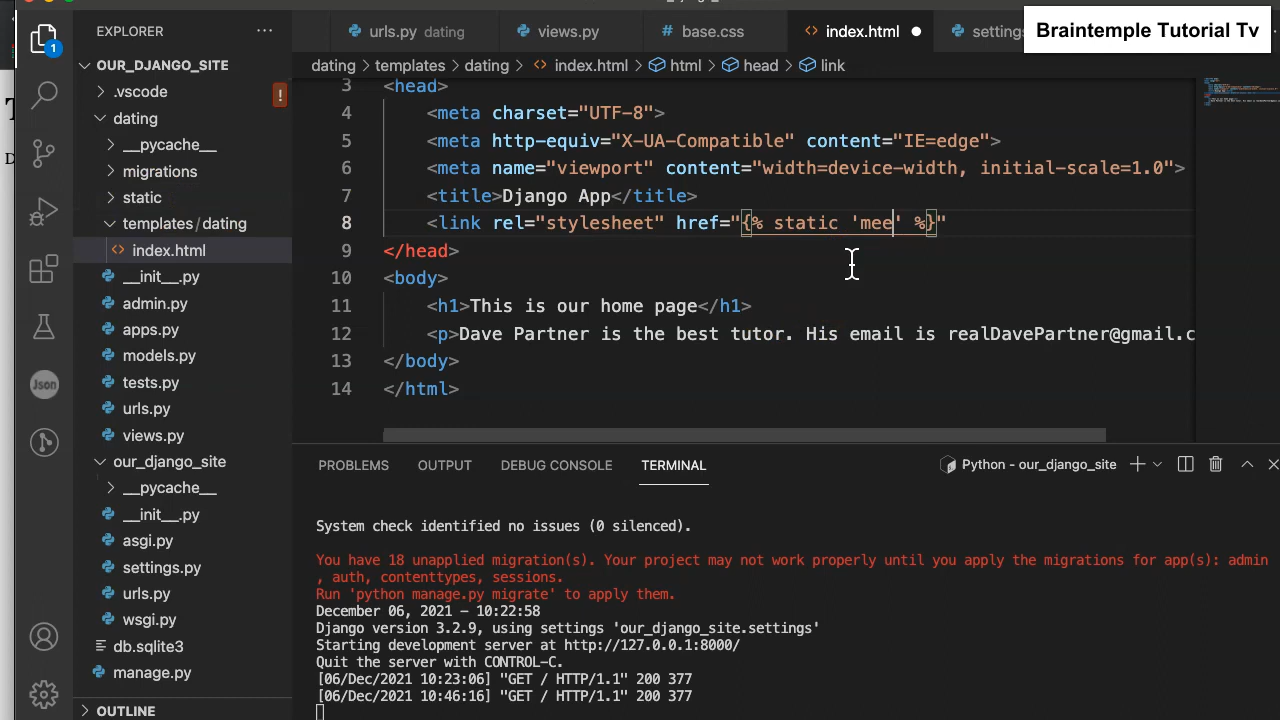 Braintemple Tutorial Tv
EXPLORER
urls.py dating
views.py
# base.css
<> index.html
settings
1
OUR_DJANGO_SITE
.vscode
!
dating
__pycache__
migrations
static
templates / dating
<> index.html
__init__.py
admin.py
apps.py
models.py
tests.py
urls.py
views.py
our_django_site
__pycache__
__init__.py
asgi.py
settings.py
urls.py
wsgi.py
db.sqlite3
manage.py
OUTLINE
Json
dating > templates > dating > <> index.html > html > head > link
3 <head>
4 <meta charset="UTF-8">
5 <meta http-equiv="X-UA-Compatible" content="IE=edge">
6 <meta name="viewport" content="width=device-width, initial-scale=1.0">
7 <title>Django App</title>
8 <link rel="stylesheet" href="{% static 'mee' %}"
9 </head>
10 <body>
11 <h1>This is our home page</h1>
12 <p>Dave Partner is the best tutor. His email is realDavePartner@gmail.c
13 </body>
14 </html>
PROBLEMS OUTPUT DEBUG CONSOLE TERMINAL
Python - our_django_site
System check identified no issues (0 silenced).
You have 18 unapplied migration(s). Your project may not work properly until you apply the migrations for app(s): admin
, auth, contenttypes, sessions.
Run 'python manage.py migrate' to apply them.
December 06, 2021 - 10:22:58
Django version 3.2.9, using settings 'our_django_site.settings'
Starting development server at http://127.0.0.1:8000/
Quit the server with CONTROL-C.
[06/Dec/2021 10:23:06] "GET / HTTP/1.1" 200 377
[06/Dec/2021 10:46:16] "GET / HTTP/1.1" 200 377